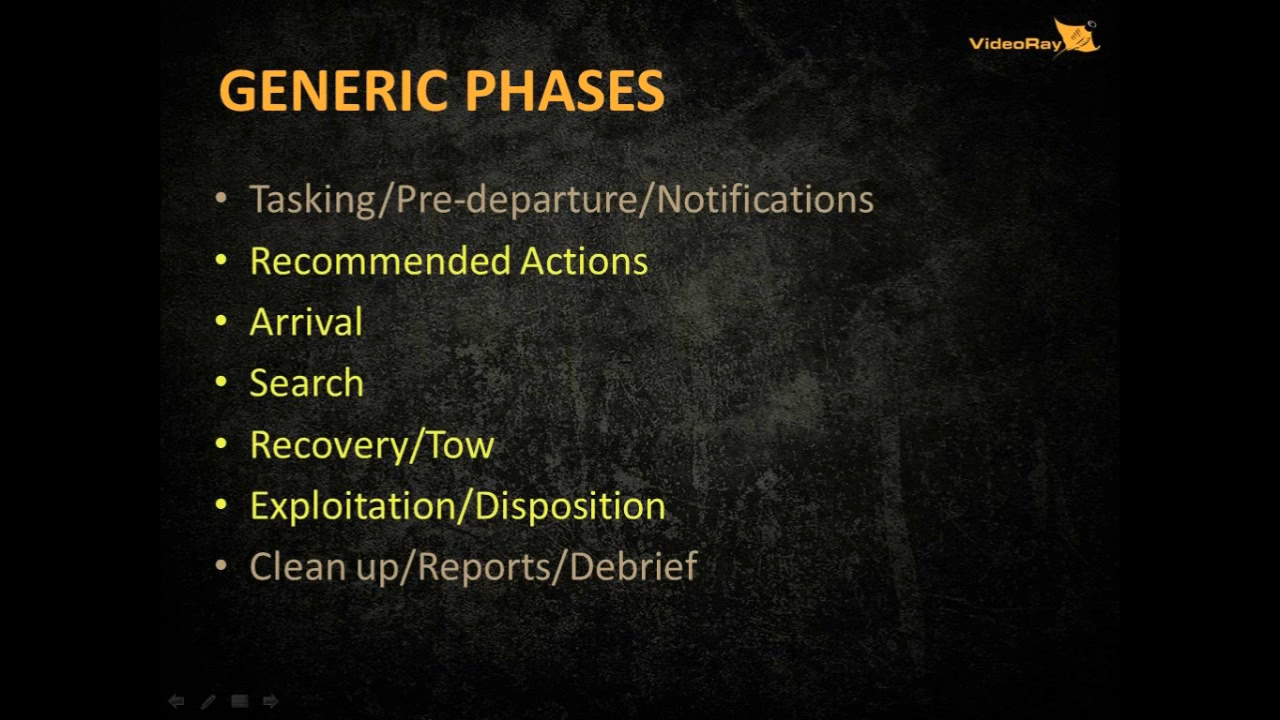 VideoRay
GENERIC PHASES
• Tasking/Pre-departure/Notifications
• Recommended Actions
• Arrival
• Search
• Recovery/Tow
• Exploitation/Disposition
• Clean up/Reports/Debrief